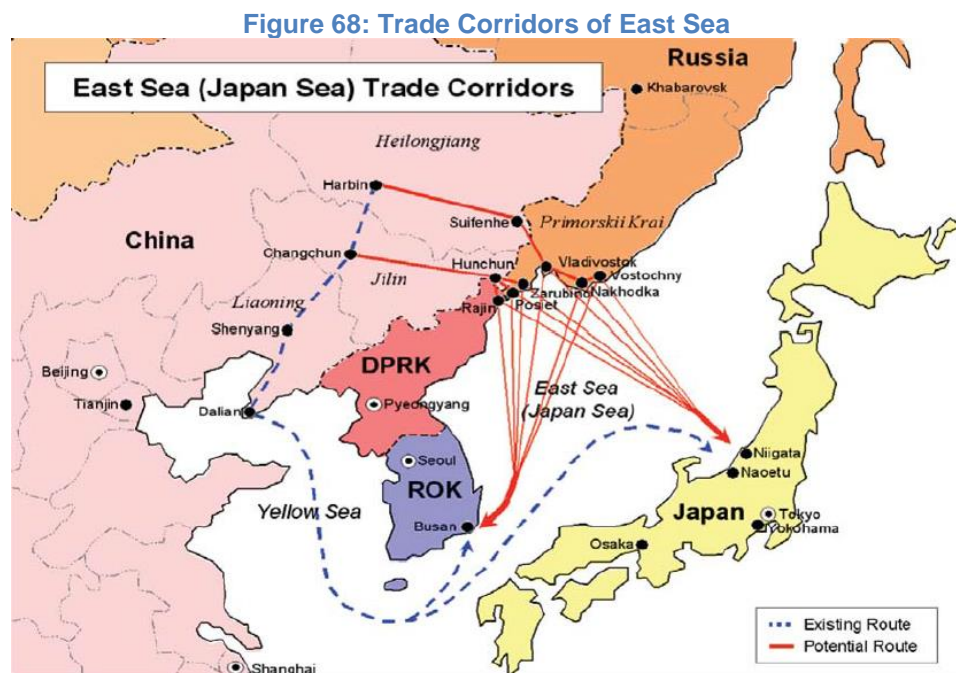 Figure 68: Trade Corridors of East Sea
East Sea (Japan Sea) Trade Corridors
Russia
Khabarovsk
Heilongjiang
Harbin
Suifenhe
Primorskii Krai
China
Changchun
Hunchun
Vladivostok
Vostochny
Jilin
Zarubino
Nakhodka
Liaoning
Rajin
Posiet
Shenyang
DPRK
Beijing
East Sea
(Japan Sea)
Tianjin
Dalian
Pyeongyang
Niigata
Naoetu
Seoul
ROK
Yellow Sea
Japan
Tokyo
Yokohama
Busan
Osaka
Existing Route
Potential Route
Shanghai